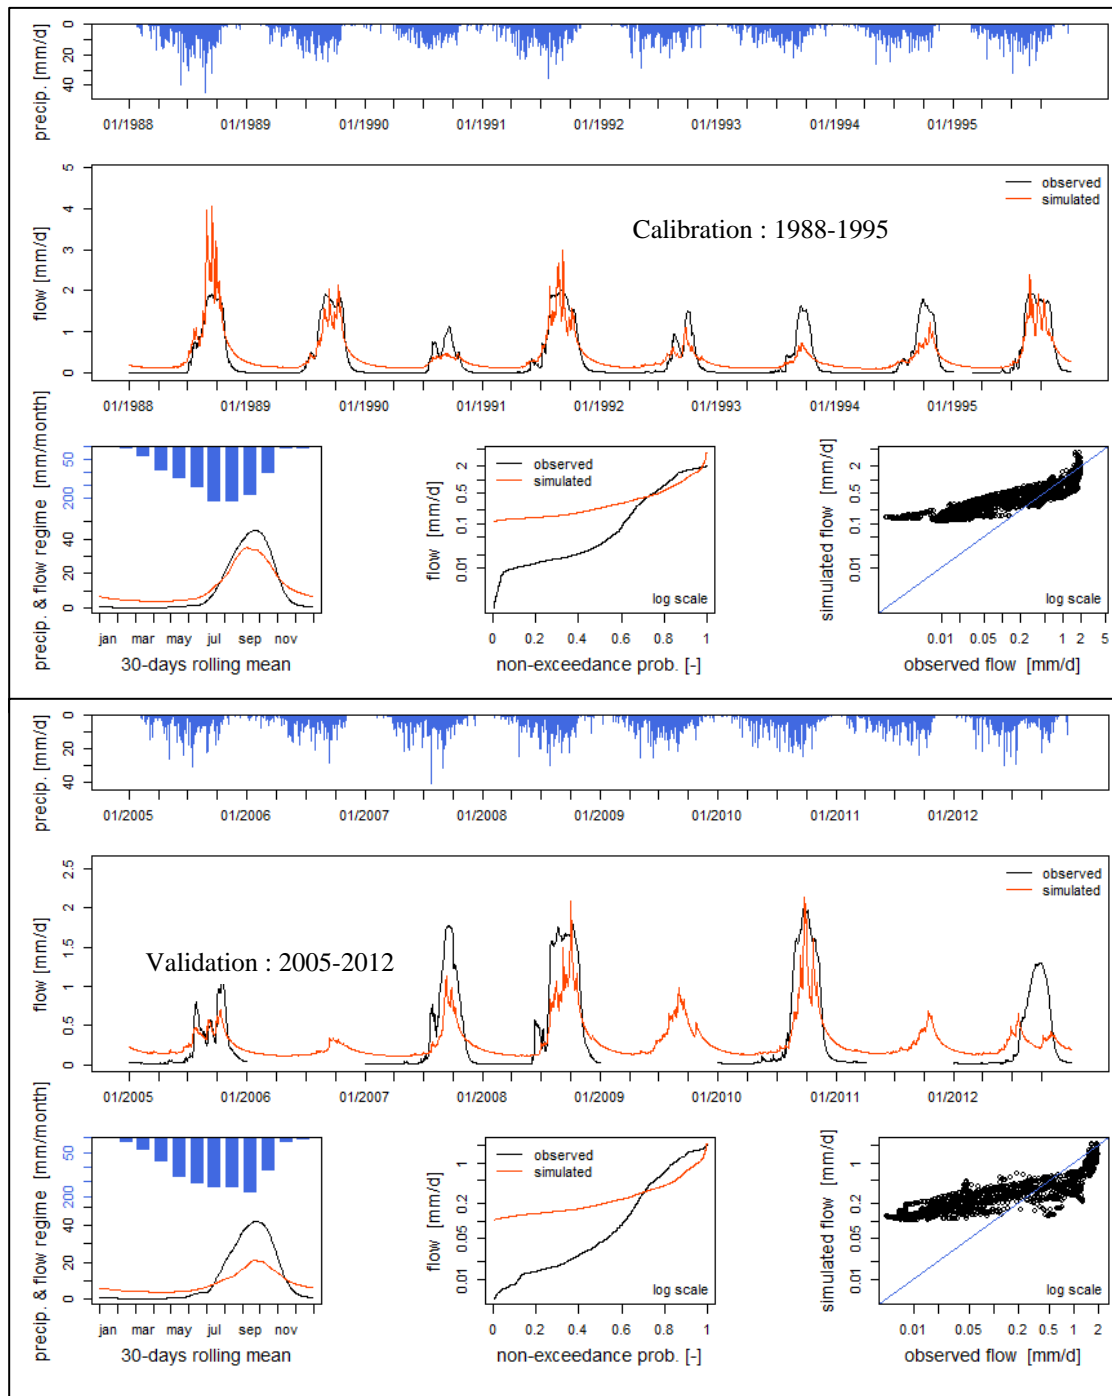 precip. [mm/d]
0
20
40
01/1988 01/1989 01/1990 01/1991 01/1992 01/1993 01/1994 01/1995
flow [mm/d]
5
4
3
2
1
0
observed
simulated
Calibration : 1988-1995
01/1988 01/1989 01/1990 01/1991 01/1992 01/1993 01/1994 01/1995
precip. & flow regime [mm/month]
50
200
40
20
0
jan mar may jul sep nov
30-days rolling mean
flow [mm/d]
2
0.5
0.1
0.01
observed
simulated
log scale
0 0.2 0.4 0.6 0.8 1
non-exceedance prob. [-]
simulated flow [mm/d]
2
0.5
0.1
0.01
log scale
0.01 0.05 0.2 1 2 5
observed flow [mm/d]
precip. [mm/d]
0
20
40
01/2005 01/2006 01/2007 01/2008 01/2009 01/2010 01/2011 01/2012
flow [mm/d]
2.5
2
1.5
1
0.5
0
observed
simulated
Validation : 2005-2012
01/2005 01/2006 01/2007 01/2008 01/2009 01/2010 01/2011 01/2012
precip. & flow regime [mm/month]
50
200
40
20
0
jan mar may jul sep nov
30-days rolling mean
flow [mm/d]
1
0.2
0.05
0.01
observed
simulated
log scale
0 0.2 0.4 0.6 0.8 1
non-exceedance prob. [-]
simulated flow [mm/d]
1
0.2
0.05
0.01
log scale
0.01 0.05 0.2 0.5 1 2
observed flow [mm/d]